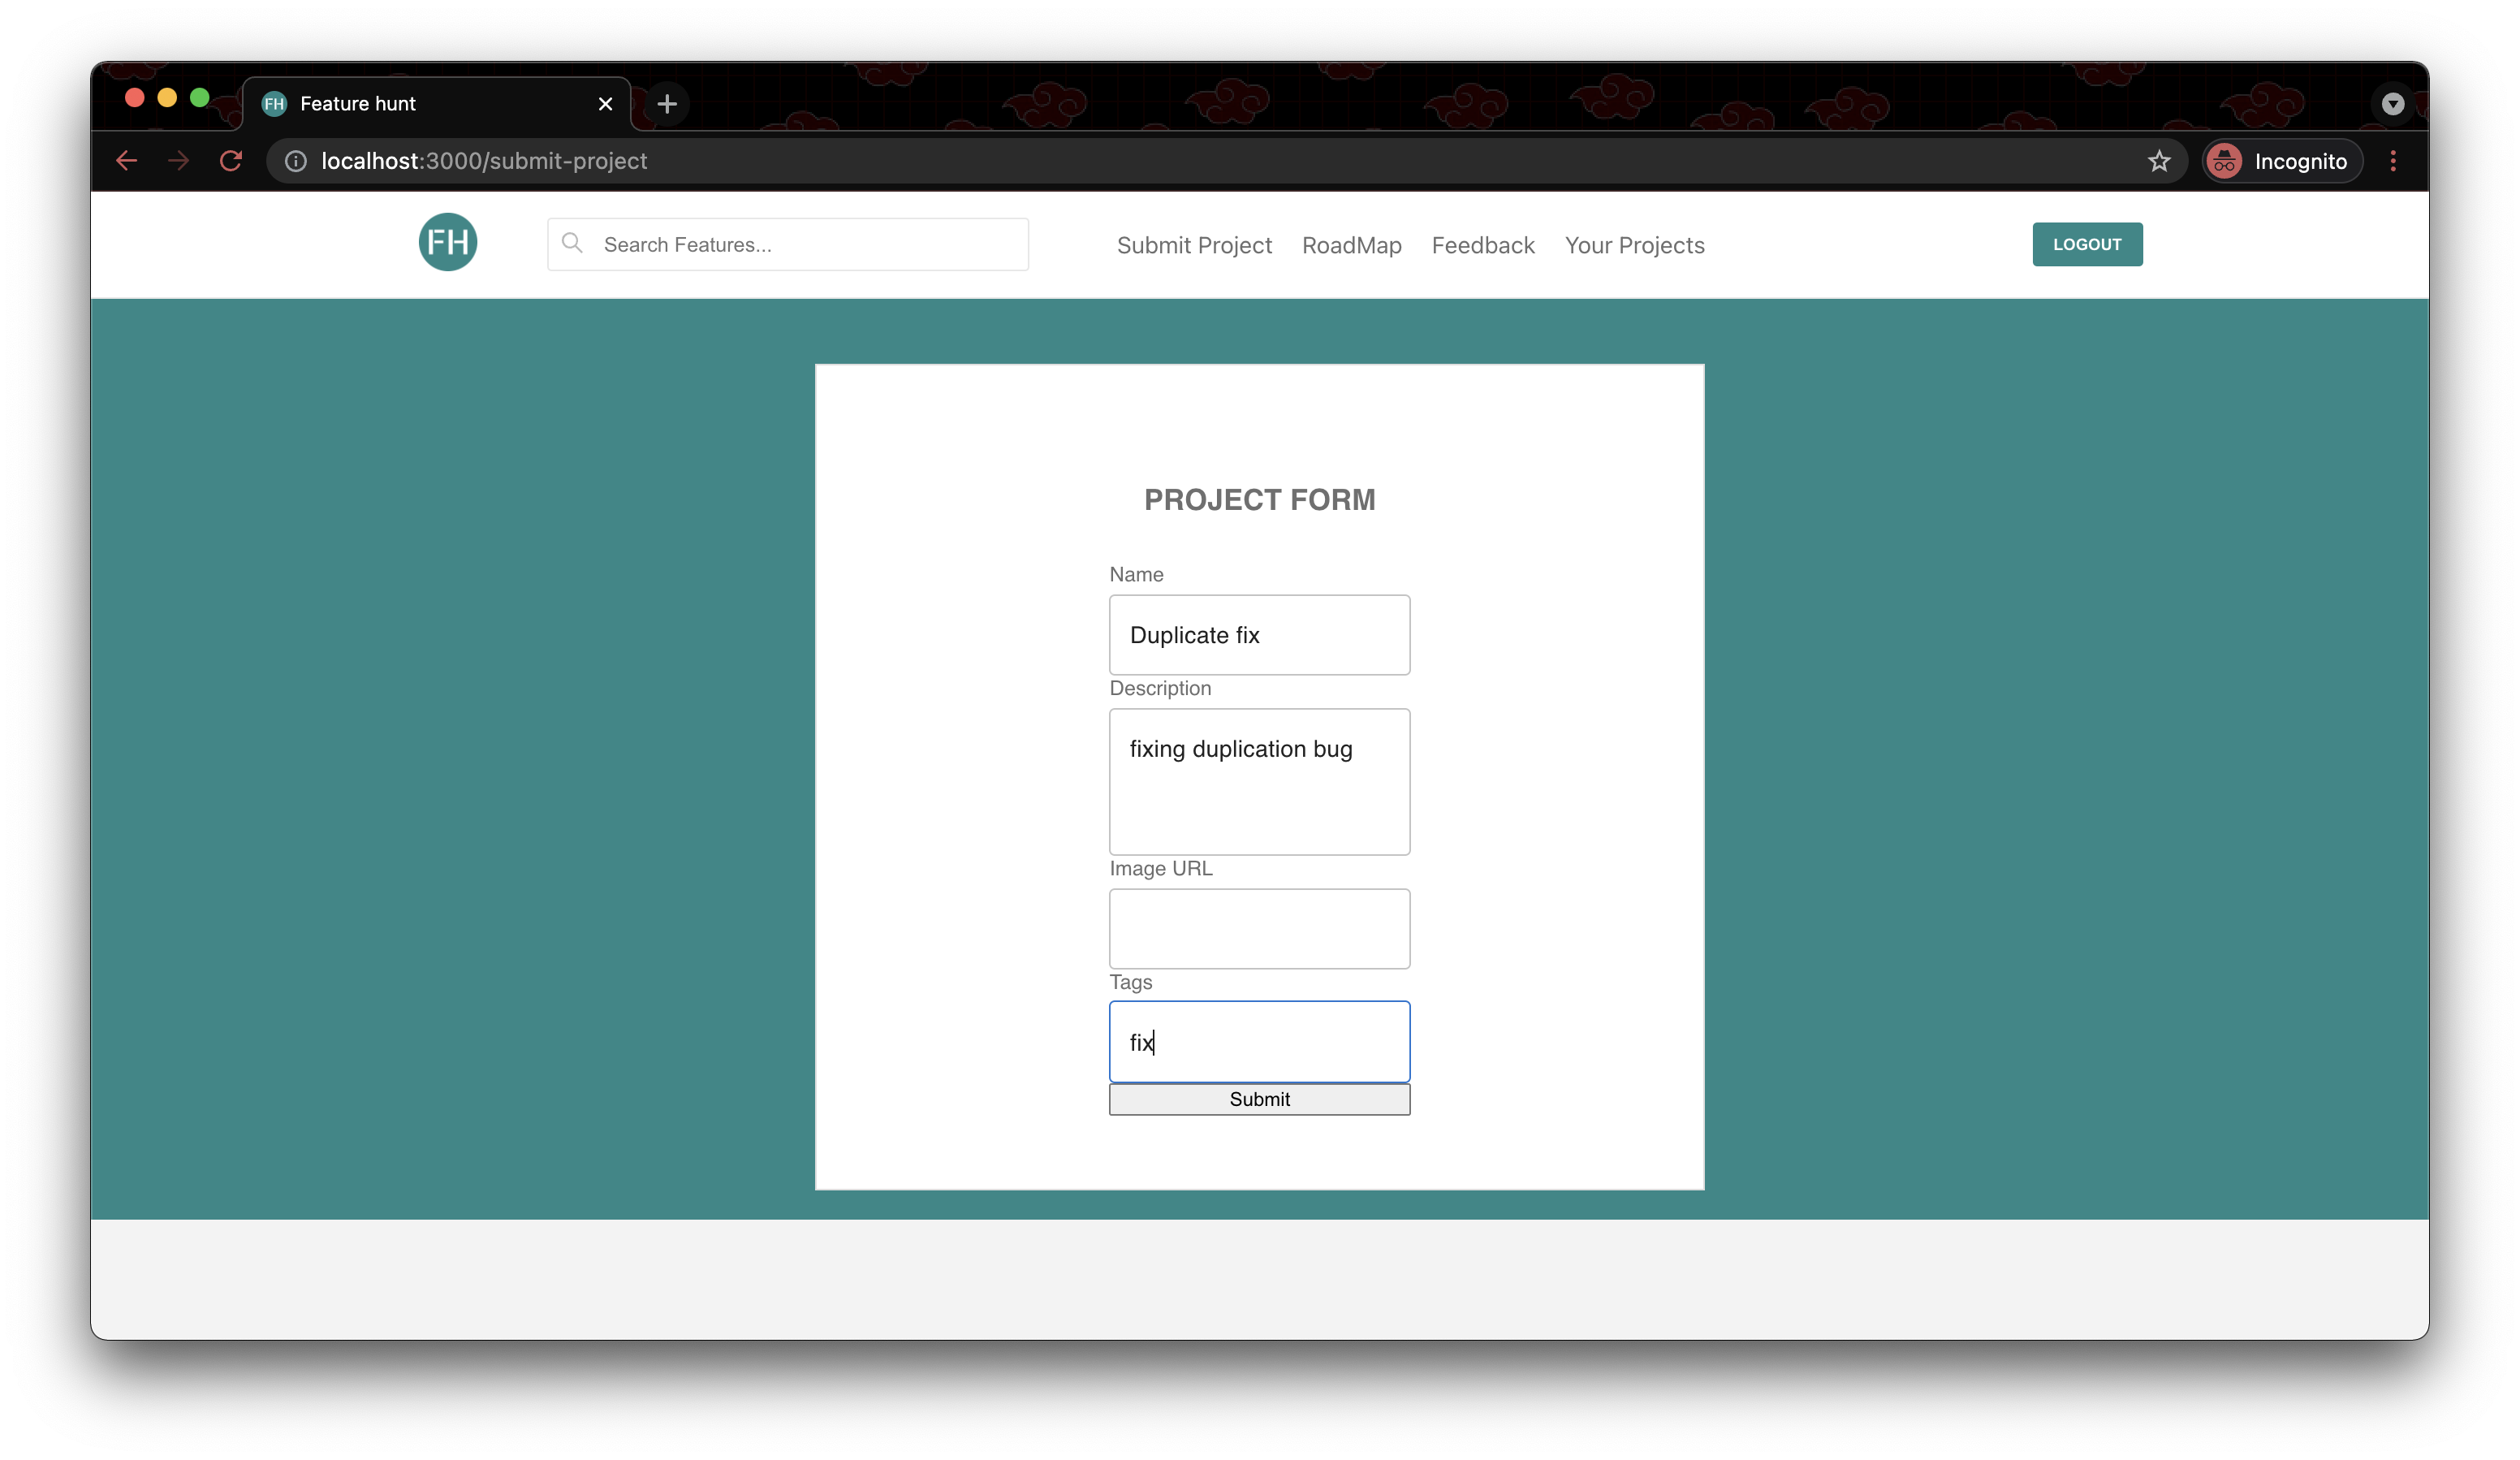 FH Feature hunt
localhost:3000/submit-project Incognito
FH Search Features... Submit Project RoadMap Feedback Your Projects LOGOUT
PROJECT FORM
Name
Duplicate fix
Description
fixing duplication bug
Image URL
Tags
fix
Submit